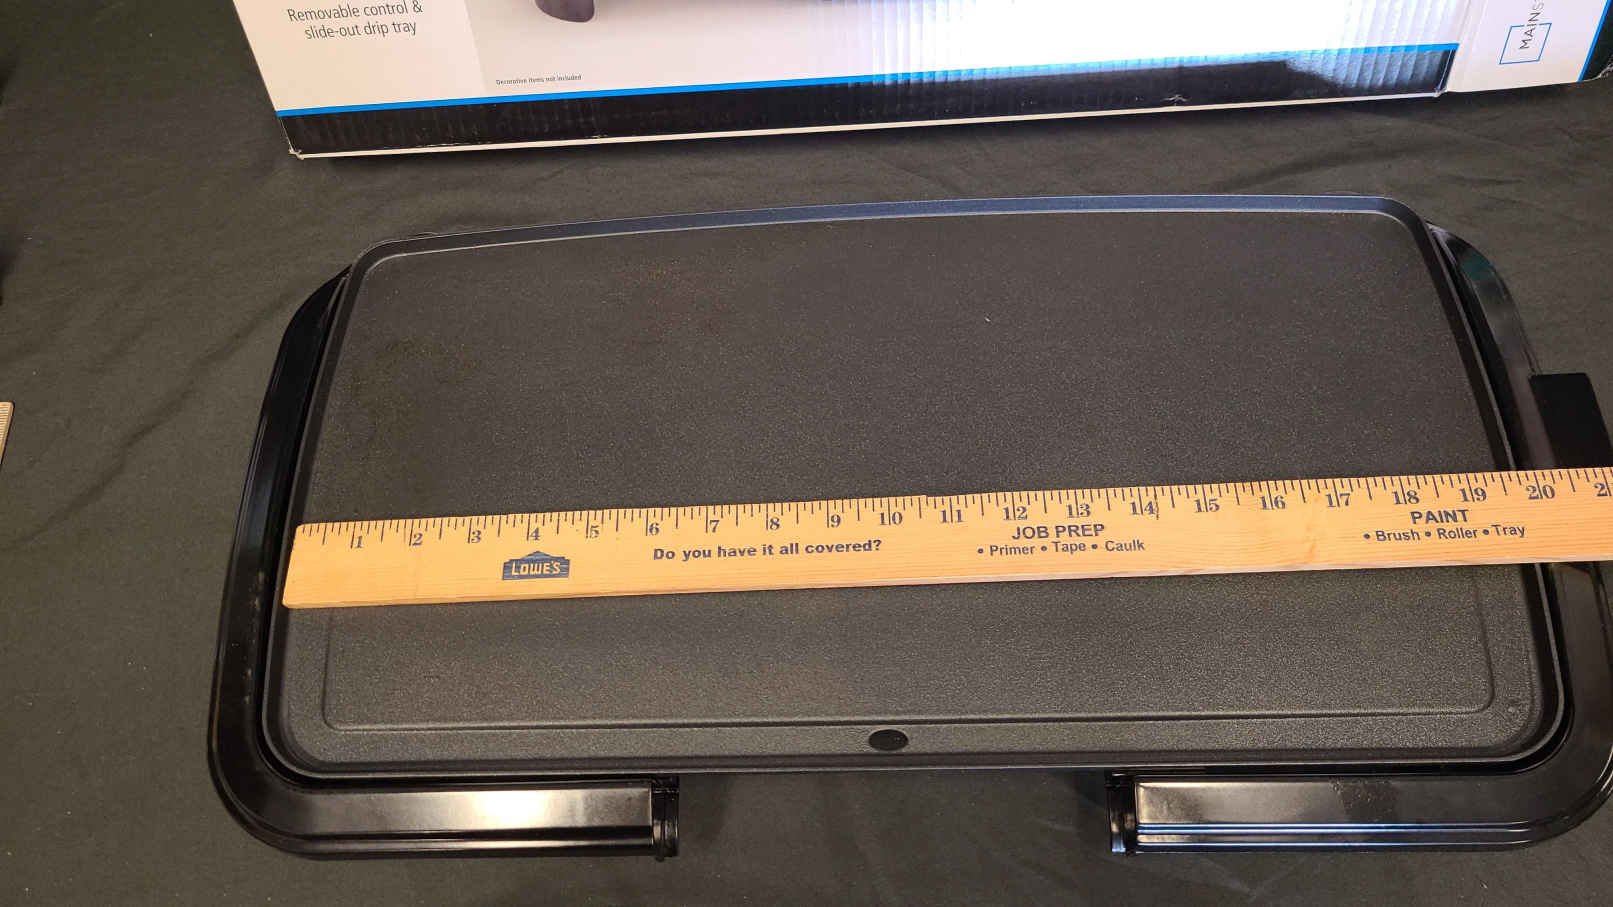 Removable control &
slide-out drip tray
Decorative items not included
MAINS
1 2 3 4 5 6 7 8 9 10 11 12 13 14 15 16 17 18 19 20
LOWE'S
Do you have it all covered?
JOB PREP
• Primer • Tape • Caulk
PAINT
• Brush • Roller • Tray